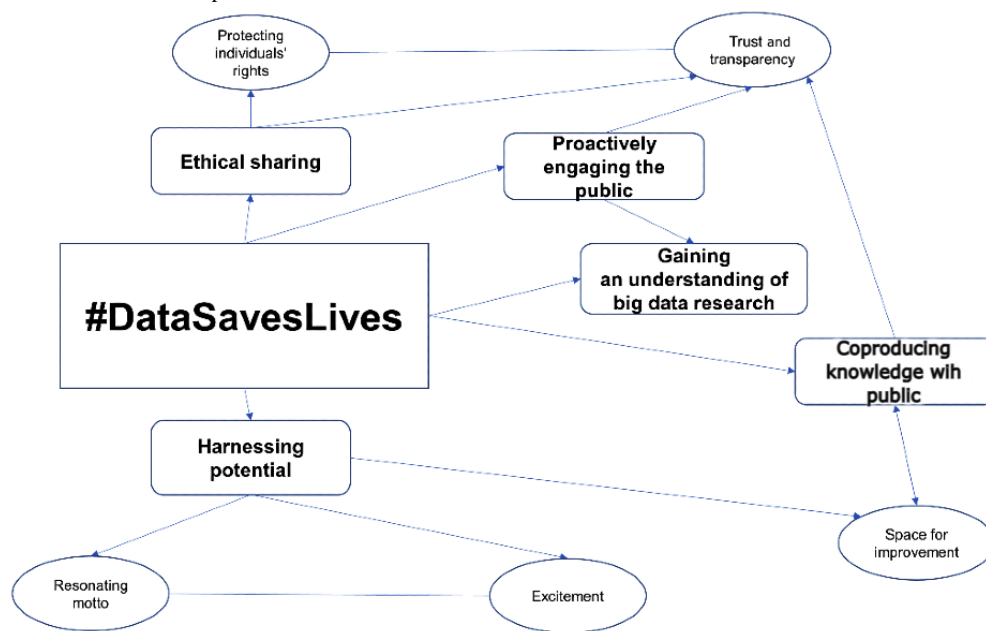 Protecting
individuals'
rights
Trust and
transparency
Ethical sharing
Proactively
engaging the
public
Gaining
an understanding of
big data research
#DataSavesLives
Coproducing
knowledge wih
public
Harnessing
potential
Space for
improvement
Resonating
motto
Excitement